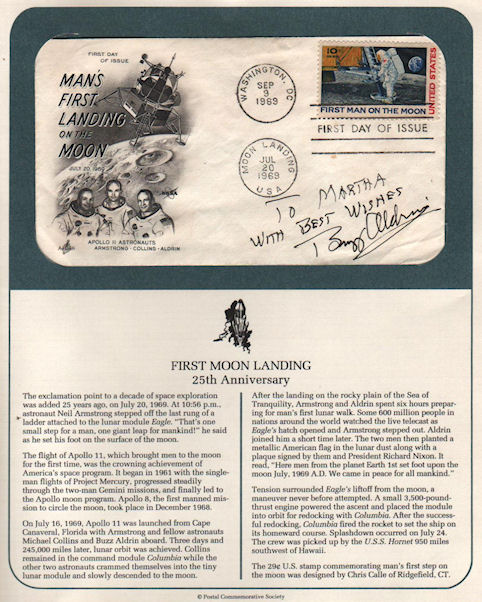 FIRST DAY
OF ISSUE
MAN'S
FIRST
LANDING
ON THE
MOON
JULY 20, 1969
NASA
APOLLO 11 ASTRONAUTS
ARMSTRONG · COLLINS · ALDRIN
WASHINGTON, DC
SEP
9
1969
MOON LANDING
JUL
20
1969
USA
10¢
UNITED STATES
FIRST MAN ON THE MOON
FIRST DAY OF ISSUE
TO MARTHA
WITH BEST WISHES
Buzz Aldrin
FIRST MOON LANDING
25th Anniversary
The exclamation point to a decade of space exploration
was added 25 years ago, on July 20, 1969. At 10:56 p.m.,
astronaut Neil Armstrong stepped off the last rung of a
ladder attached to the lunar module Eagle. "That's one
small step for a man, one giant leap for mankind!" he said
as he set his foot on the surface of the moon.
The flight of Apollo 11, which brought men to the moon
for the first time, was the crowning achievement of
America's space program. It began in 1961 with the single-
man flights of Project Mercury, progressed steadily
through the two-man Gemini missions, and finally led to
the Apollo moon program. Apollo 8, the first manned mis-
sion to circle the moon, took place in December 1968.
On July 16, 1969, Apollo 11 was launched from Cape
Canaveral, Florida with Armstrong and fellow astronauts
Michael Collins and Buzz Aldrin aboard. Three days and
245,000 miles later, lunar orbit was achieved. Collins
remained in the command module Columbia while the
other two astronauts crammed themselves into the tiny
lunar module and slowly descended to the moon.
After the landing on the rocky plain of the Sea of
Tranquility, Armstrong and Aldrin spent six hours prepar-
ing for man's first lunar walk. Some 600 million people in
nations around the world watched the live telecast as
Eagle's hatch opened and Armstrong stepped out. Aldrin
joined him a short time later. The two men then planted a
metallic American flag in the lunar dust along with a
plaque signed by them and President Richard Nixon. It
read, "Here men from the planet Earth 1st set foot upon the
moon July, 1969 A.D. We came in peace for all mankind."
Tension surrounded Eagle's liftoff from the moon, a
maneuver never before attempted. A small 3,500-pound-
thrust engine powered the ascent and placed the module
into orbit for redocking with Columbia. After the success-
ful redocking, Columbia fired the rocket to set the ship on
its homeward course. Splashdown occurred on July 24.
The crew was picked up by the U.S.S. Hornet 950 miles
southwest of Hawaii.
The 29¢ U.S. stamp commemorating man's first step on
the moon was designed by Chris Calle of Ridgefield, CT.
© Postal Commemorative Society